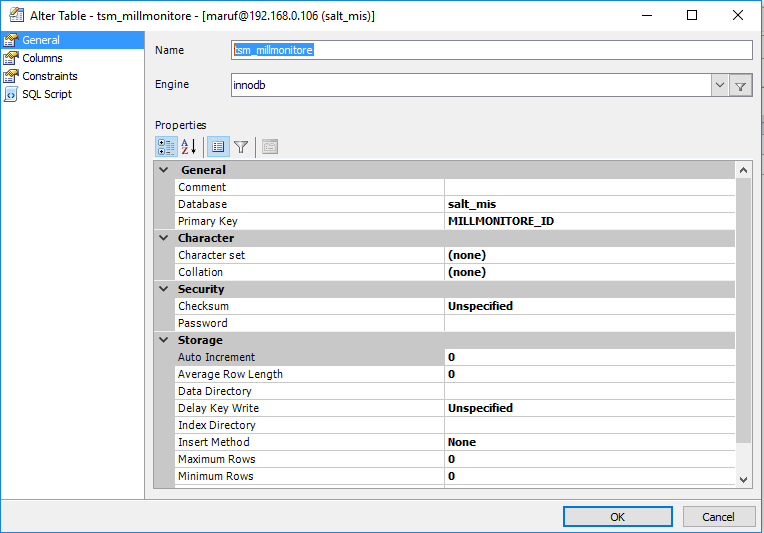 Alter Table - tsm_millmonitore - [maruf@192.168.0.106 (salt_mis)]
General
Columns
Constraints
SQL Script
Name tsm_millmonitore
Engine innodb
Properties
General
Comment
Database salt_mis
Primary Key MILLMONITORE_ID
Character
Character set (none)
Collation (none)
Security
Checksum Unspecified
Password
Storage
Auto Increment 0
Average Row Length 0
Data Directory
Delay Key Write Unspecified
Index Directory
Insert Method None
Maximum Rows 0
Minimum Rows 0
OK Cancel